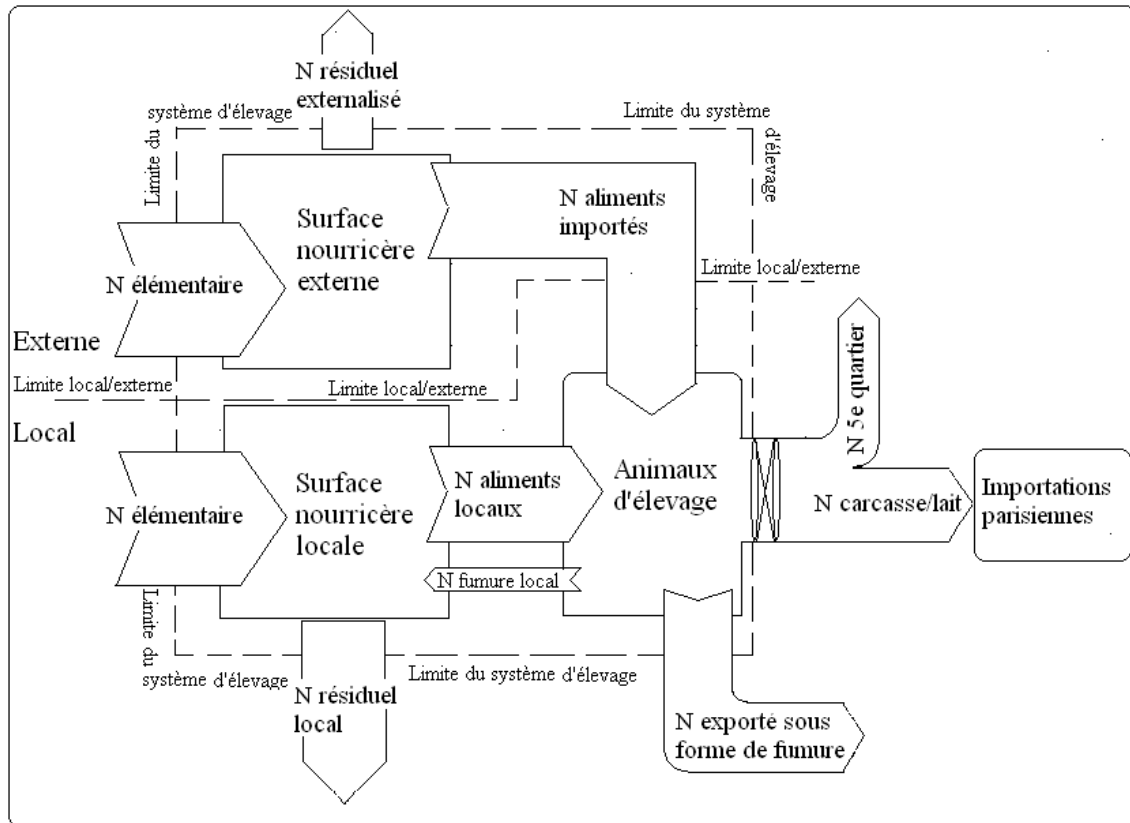 N résiduel
externalisé
système d'élevage
Limite du système
d'élevage
Limite du
Surface
nourricère
externe
N aliments
importés
N élémentaire
Limite local/externe
Externe
Limite local/externe
Limite local/externe
Local
N 5e quartier
N élémentaire
Surface
nourricère
locale
N aliments
locaux
Animaux
d'élevage
N carcasse/lait
Importations
parisiennes
N fumure local
Limite du
système d'élevage
Limite du système d'élevage
N résiduel
local
N exporté sous
forme de fumure